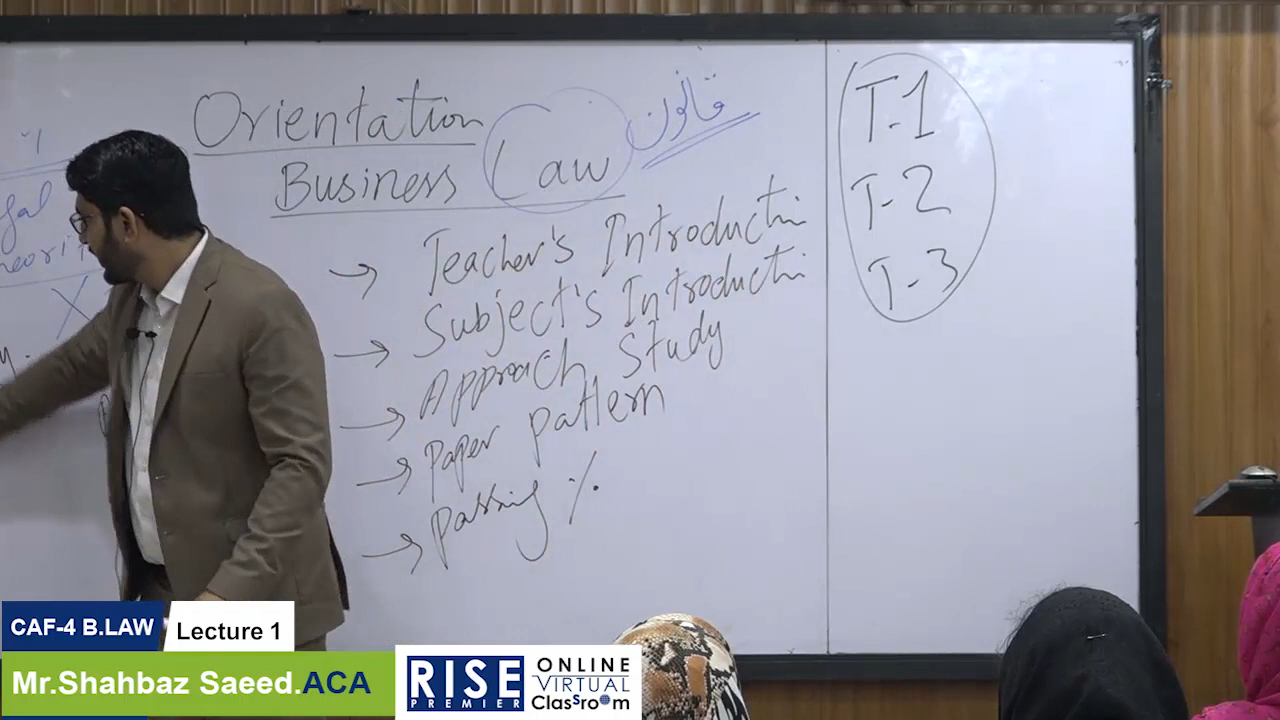 Orientation
Business Law قانون
→ Teacher's Introducti
→ Subject's Introducti
→ Approach Study
→ Paper pattern
→ Passing %
T-1
T-2
T-3
CAF-4 B.LAW
Lecture 1
Mr.Shahbaz Saeed.ACA
RISE
PREMIER
ONLINE
VIRTUAL
Classroom